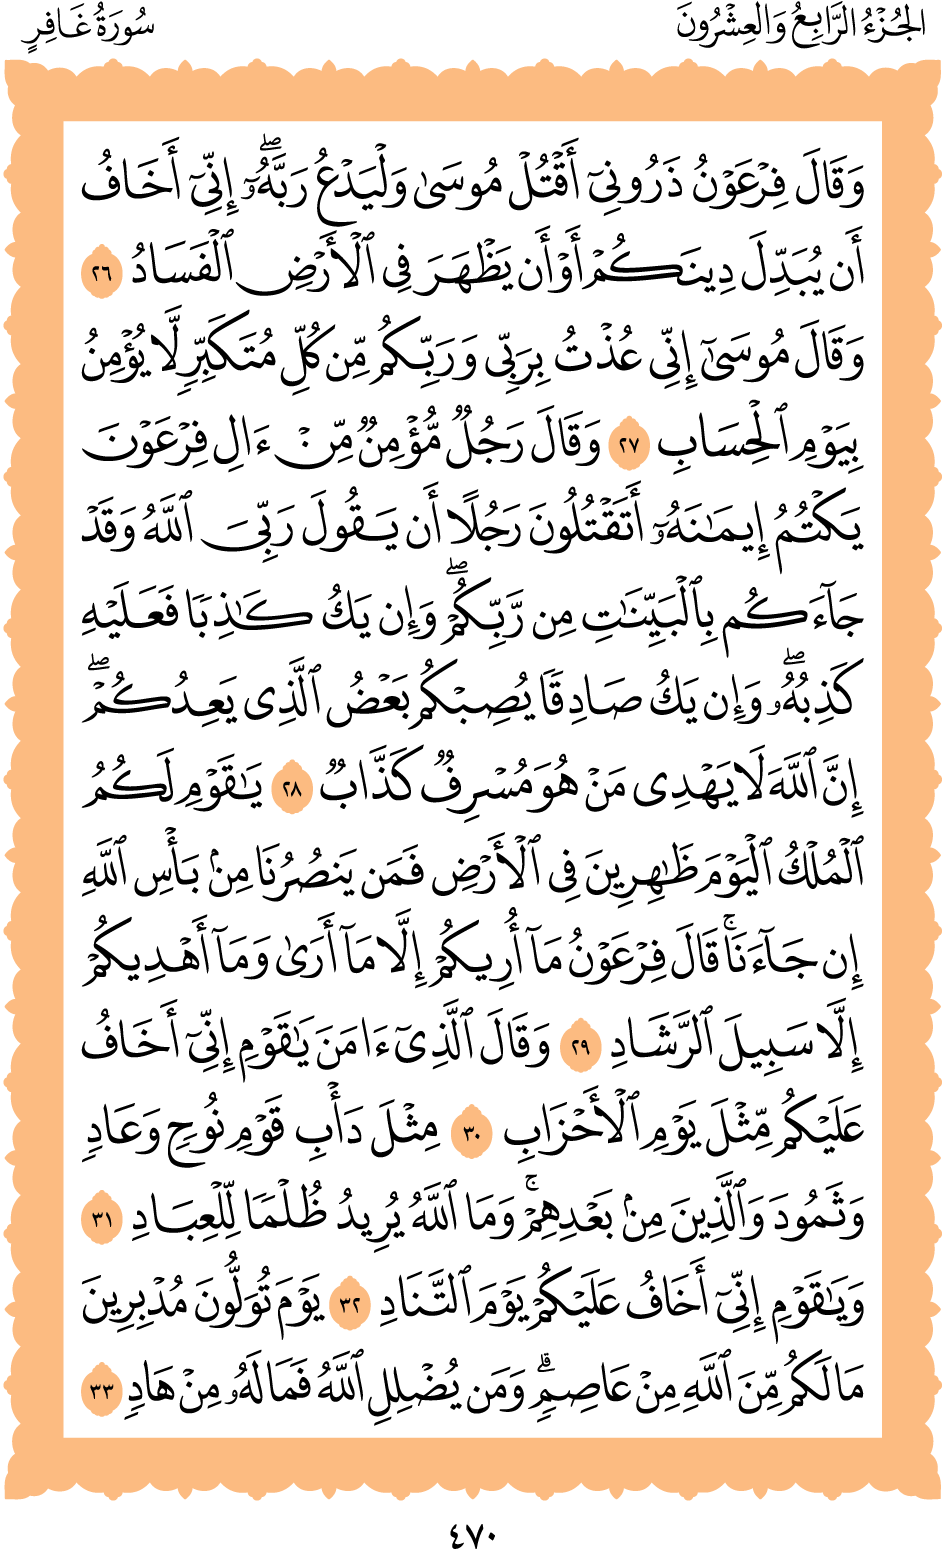 الجُزْءُ الرَّابِعُ وَالعِشْرُونَ
سُورَةُ غَافِرٍ
وَقَالَ فِرْعَوْنُ ذَرُونِيٓ أَقْتُلْ مُوسَىٰ وَلْيَدْعُ رَبَّهُۥٓۖ إِنِّيٓ أَخَافُ
أَن يُبَدِّلَ دِينَكُمْ أَوْ أَن يَظْهَرَ فِي ٱلْأَرْضِ ٱلْفَسَادُ ٢٦
وَقَالَ مُوسَىٰٓ إِنِّي عُذْتُ بِرَبِّي وَرَبِّكُم مِّن كُلِّ مُتَكَبِّرٍ لَّا يُؤْمِنُ
بِيَوْمِ ٱلْحِسَابِ ٢٧ وَقَالَ رَجُلٌ مُّؤْمِنٌ مِّنْ ءَالِ فِرْعَوْنَ
يَكْتُمُ إِيمَٰنَهُۥٓ أَتَقْتُلُونَ رَجُلًا أَن يَقُولَ رَبِّيَ ٱللَّهُ وَقَدْ
جَآءَكُم بِٱلْبَيِّنَٰتِ مِن رَّبِّكُمْۖ وَإِن يَكُ كَٰذِبًا فَعَلَيْهِ
كَذِبُهُۥۖ وَإِن يَكُ صَادِقًا يُصِبْكُم بَعْضُ ٱلَّذِي يَعِدُكُمْۖ
إِنَّ ٱللَّهَ لَا يَهْدِي مَنْ هُوَ مُسْرِفٌ كَذَّابٌ ٢٨ يَٰقَوْمِ لَكُمُ
ٱلْمُلْكُ ٱلْيَوْمَ ظَٰهِرِينَ فِي ٱلْأَرْضِ فَمَن يَنصُرُنَا مِنۢ بَأْسِ ٱللَّهِ
إِن جَآءَنَاۚ قَالَ فِرْعَوْنُ مَآ أُرِيكُمْ إِلَّا مَآ أَرَىٰ وَمَآ أَهْدِيكُمْ
إِلَّا سَبِيلَ ٱلرَّشَادِ ٢٩ وَقَالَ ٱلَّذِيٓ ءَامَنَ يَٰقَوْمِ إِنِّيٓ أَخَافُ
عَلَيْكُم مِّثْلَ يَوْمِ ٱلْأَحْزَابِ ٣٠ مِثْلَ دَأْبِ قَوْمِ نُوحٍ وَعَادٍ
وَثَمُودَ وَٱلَّذِينَ مِنۢ بَعْدِهِمْۚ وَمَا ٱللَّهُ يُرِيدُ ظُلْمًا لِّلْعِبَادِ ٣١
وَيَٰقَوْمِ إِنِّيٓ أَخَافُ عَلَيْكُمْ يَوْمَ ٱلتَّنَادِ ٣٢ يَوْمَ تُوَلُّونَ مُدْبِرِينَ
مَا لَكُم مِّنَ ٱللَّهِ مِنْ عَاصِمٍۗ وَمَن يُضْلِلِ ٱللَّهُ فَمَا لَهُۥ مِنْ هَادٍ ٣٣
٤٧٠